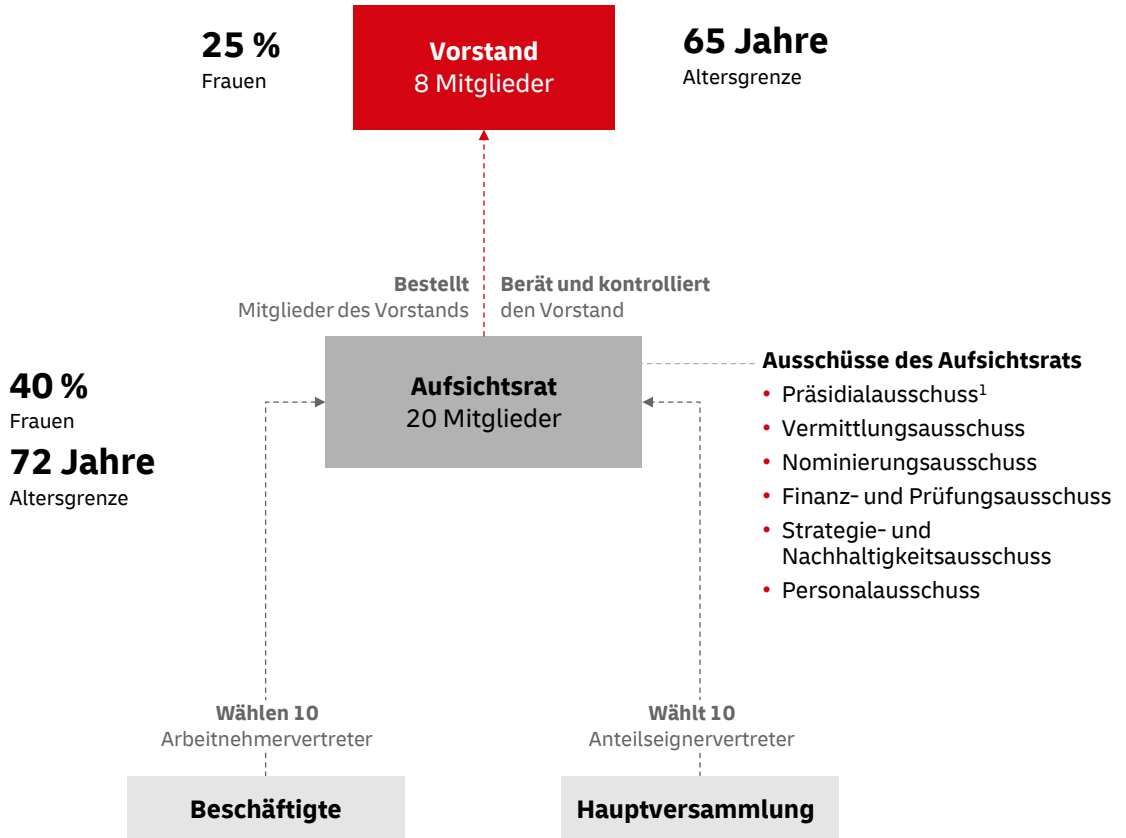 25 %
Frauen
Vorstand
8 Mitglieder
65 Jahre
Altersgrenze
Bestellt
Mitglieder des Vorstands
Berät und kontrolliert
den Vorstand
40 %
Frauen
72 Jahre
Altersgrenze
Aufsichtsrat
20 Mitglieder
Ausschüsse des Aufsichtsrats
• Präsidialausschuss¹
• Vermittlungsausschuss
• Nominierungsausschuss
• Finanz- und Prüfungsausschuss
• Strategie- und
Nachhaltigkeitsausschuss
• Personalausschuss
Wählen 10
Arbeitnehmervertreter
Wählt 10
Anteilseignervertreter
Beschäftigte
Hauptversammlung